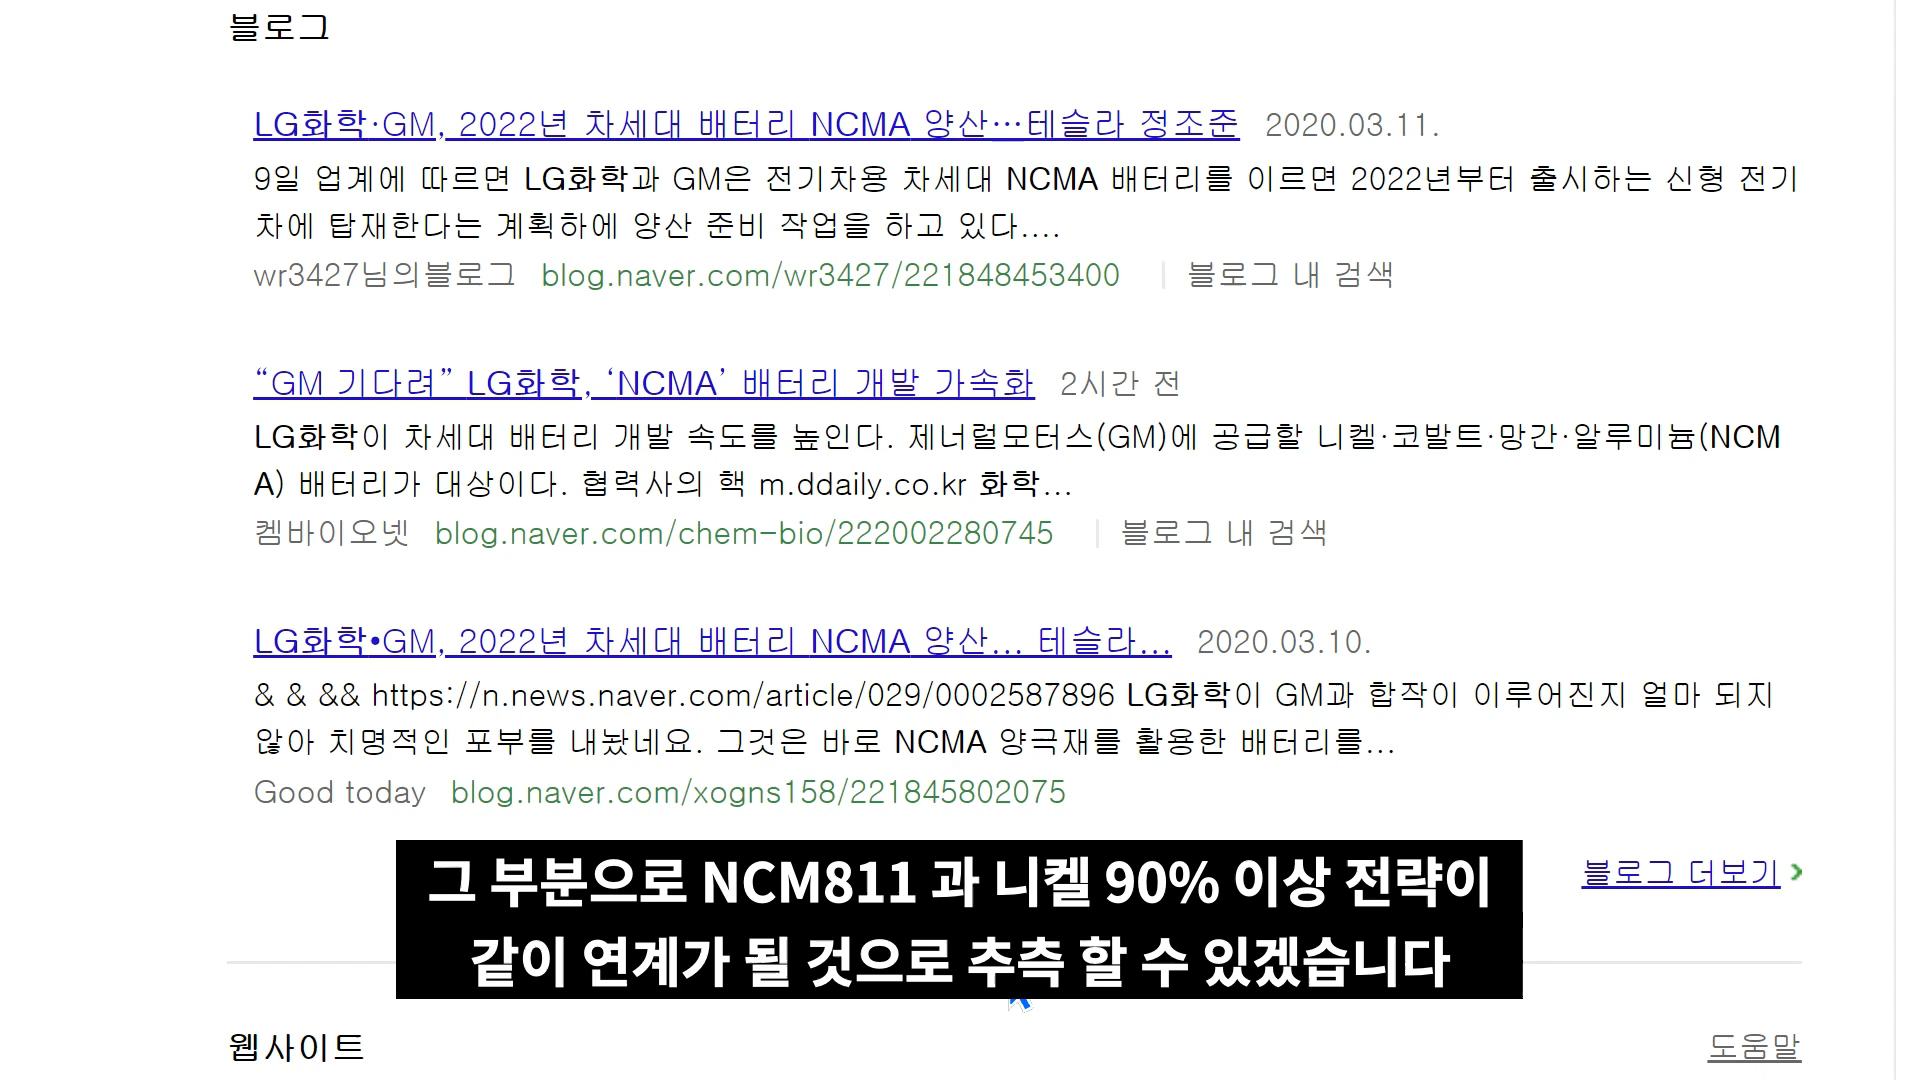 블로그
LG화학·GM, 2022년 차세대 배터리 NCMA 양산…테슬라 정조준 2020.03.11.
9일 업계에 따르면 LG화학과 GM은 전기차용 차세대 NCMA 배터리를 이르면 2022년부터 출시하는 신형 전기
차에 탑재한다는 계획하에 양산 준비 작업을 하고 있다....
wr3427님의블로그 blog.naver.com/wr3427/221848453400 | 블로그 내 검색
“GM 기다려” LG화학, ‘NCMA’ 배터리 개발 가속화 2시간 전
LG화학이 차세대 배터리 개발 속도를 높인다. 제너럴모터스(GM)에 공급할 니켈·코발트·망간·알루미늄(NCM
A) 배터리가 대상이다. 협력사의 핵 m.ddaily.co.kr 화학...
켐바이오넷 blog.naver.com/chem-bio/222002280745 | 블로그 내 검색
LG화학•GM, 2022년 차세대 배터리 NCMA 양산... 테슬라... 2020.03.10.
& & && https://n.news.naver.com/article/029/0002587896 LG화학이 GM과 합작이 이루어진지 얼마 되지
않아 치명적인 포부를 내놨네요. 그것은 바로 NCMA 양극재를 활용한 배터리를...
Good today blog.naver.com/xogns158/221845802075
블로그 더보기
그 부분으로 NCM811 과 니켈 90% 이상 전략이
같이 연계가 될 것으로 추측 할 수 있겠습니다
웹사이트 도움말